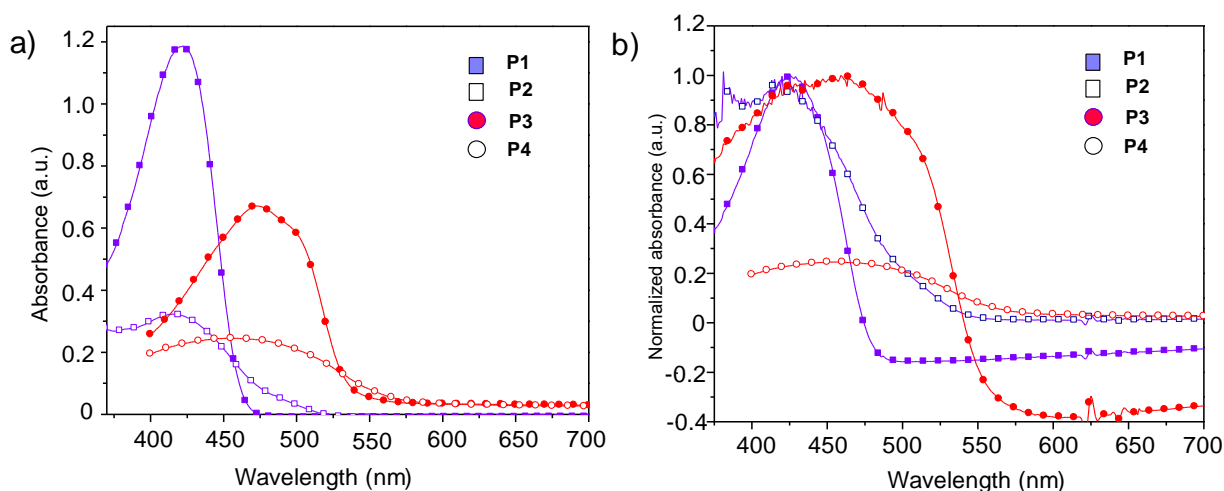 a)
1.2
1.0
0.8
0.6
0.4
0.2
0
Absorbance (a.u.)
P1
P2
P3
P4
400 450 500 550 600 650 700
Wavelength (nm)
b)
1.2
1.0
0.8
0.6
0.4
0.2
0
-0.2
-0.4
Normalized absorbance (a.u.)
P1
P2
P3
P4
400 450 500 550 600 650 700
Wavelength (nm)